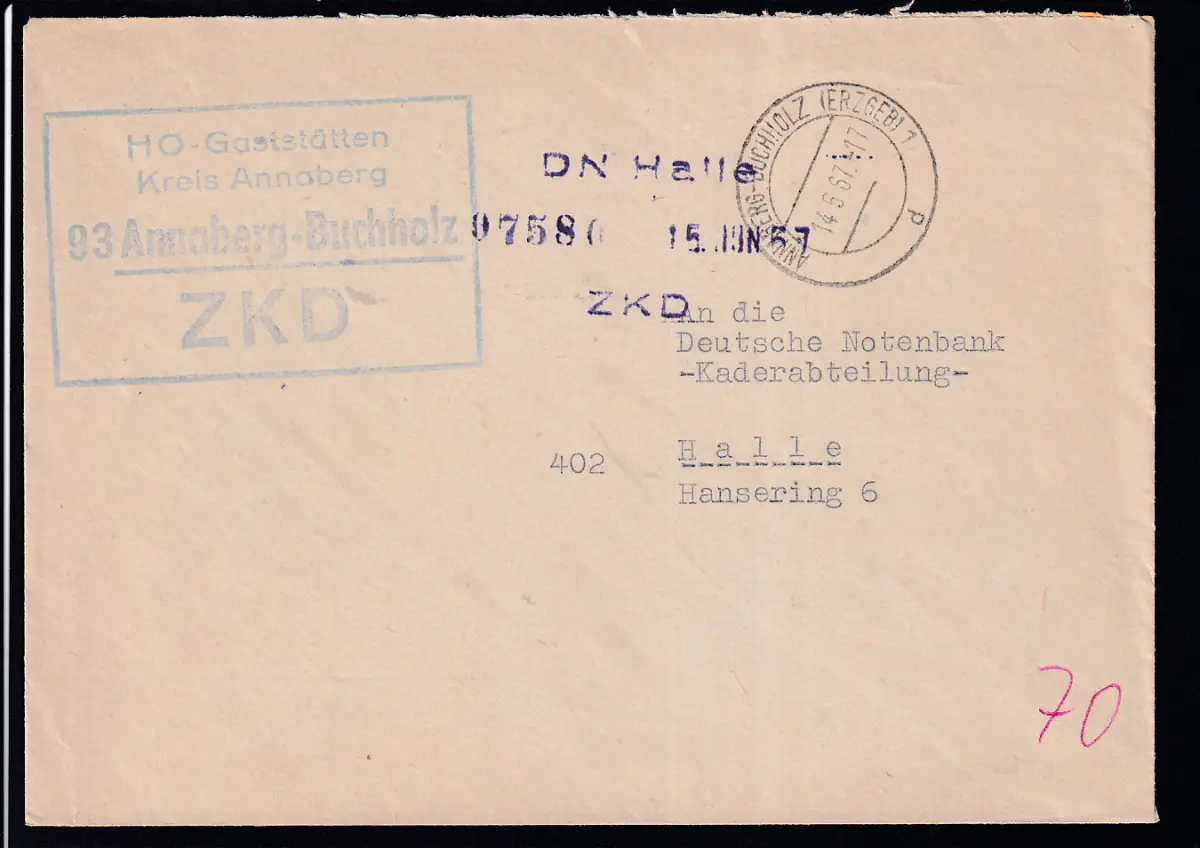 HO-Gaststätten
Kreis Annaberg
93 Annaberg-Buchholz
ZKD
DN Halle
97580 15. JUN 67
ZKD
ANNABERG-BUCHHOLZ (ERZGEB) 1
14.6.67.-17
p
An die
Deutsche Notenbank
-Kaderabteilung-
402 Halle
Hansering 6
70